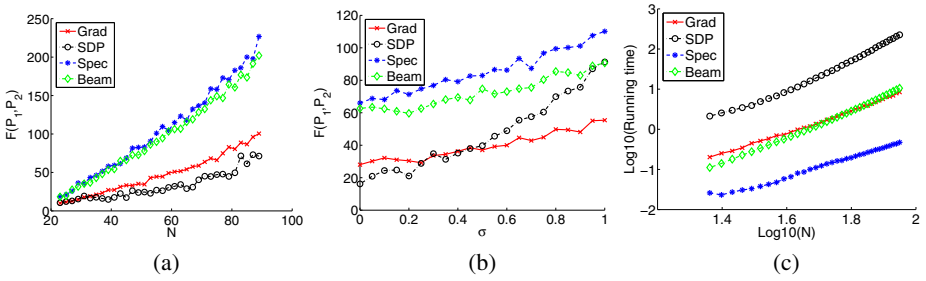 250
200
150
100
50
0
20
40
60
80
100
F(P1, P2)
N
Grad
SDP
Spec
Beam
(a)
120
100
80
60
40
20
0
0
0.2
0.4
0.6
0.8
1
F(P1, P2)
σ
Grad
SDP
Spec
Beam
(b)
3
2
1
0
−1
−2
1.4
1.6
1.8
2
Log10(Running time)
Log10(N)
Grad
SDP
Spec
Beam
(c)